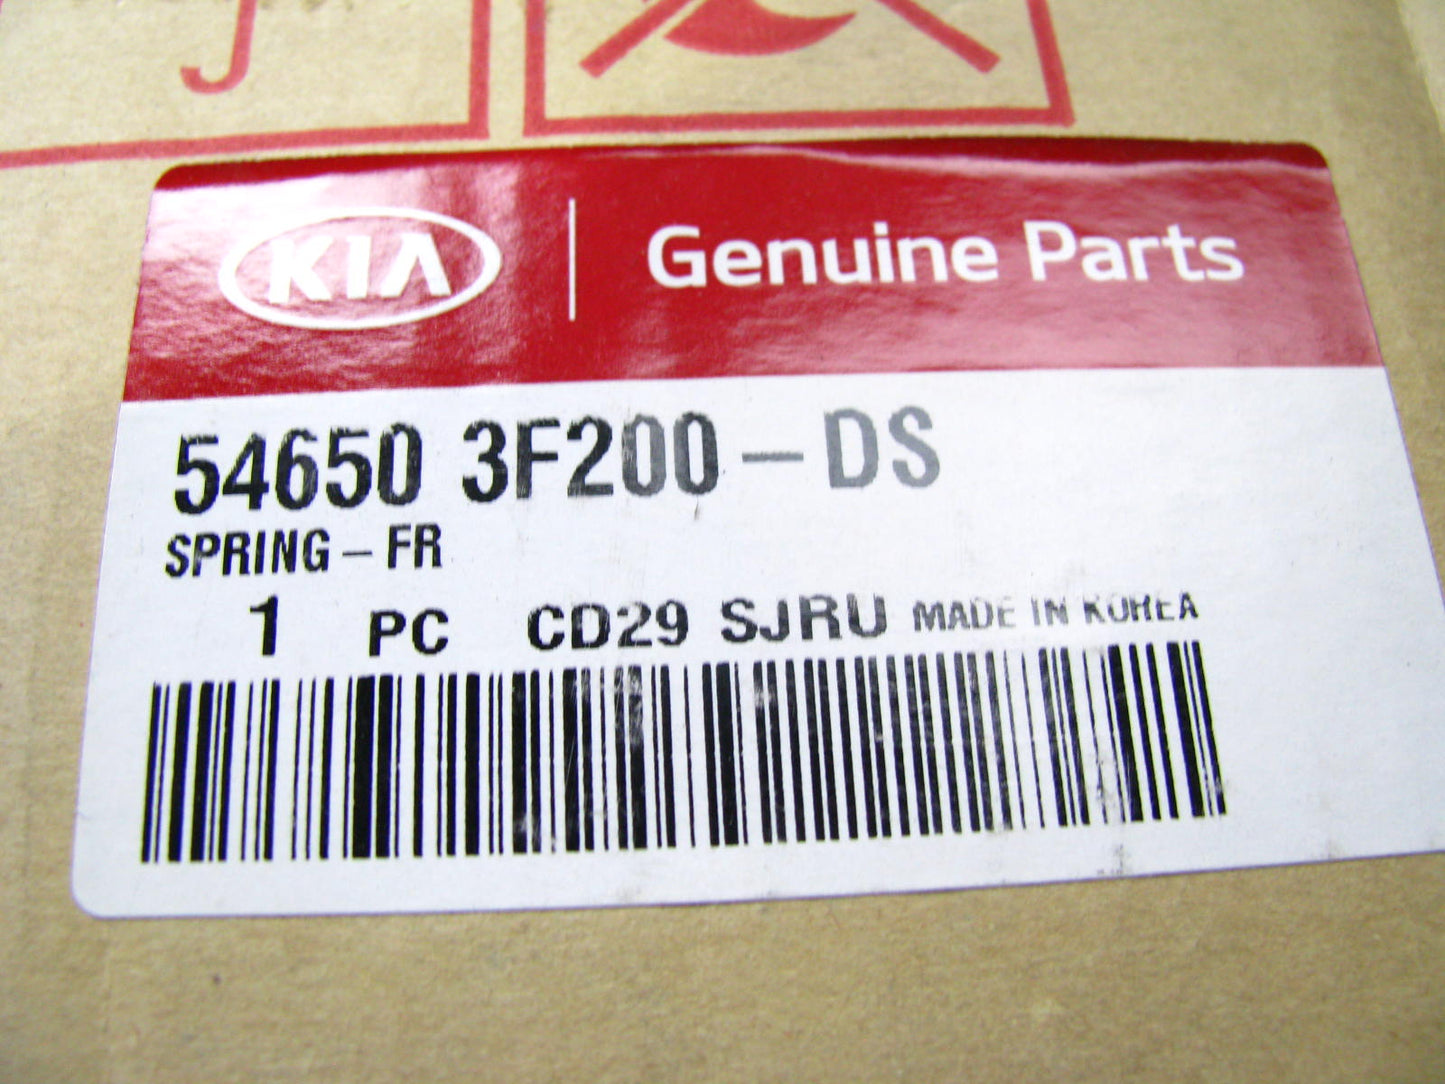 KIA | Genuine Parts
54650 3F200-DS
SPRING-FR
1 PC CD29 SJRU MADE IN KOREA